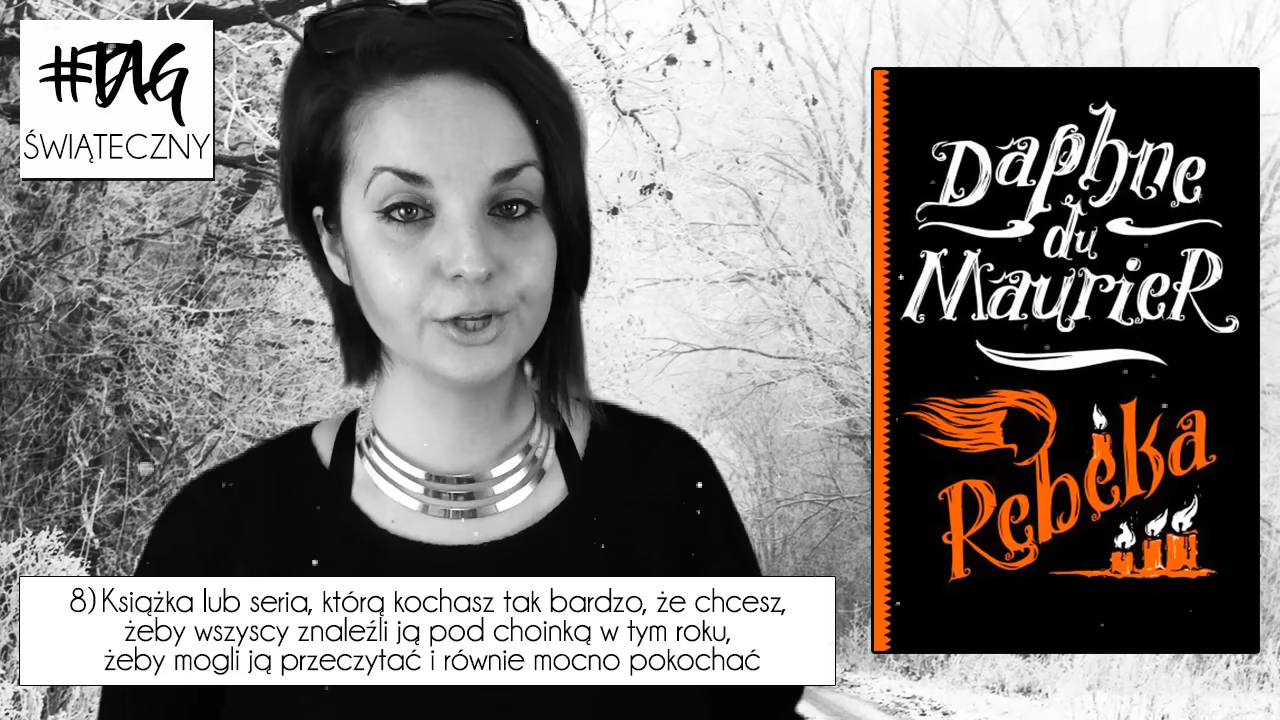 #TAG
ŚWIĄTECZNY
Daphne
du
Maurier
Rebeka
8) Książka lub seria, którą kochasz tak bardzo, że chcesz,
żeby wszyscy znaleźli ją pod choinką w tym roku,
żeby mogli ją przeczytać i równie mocno pokochać